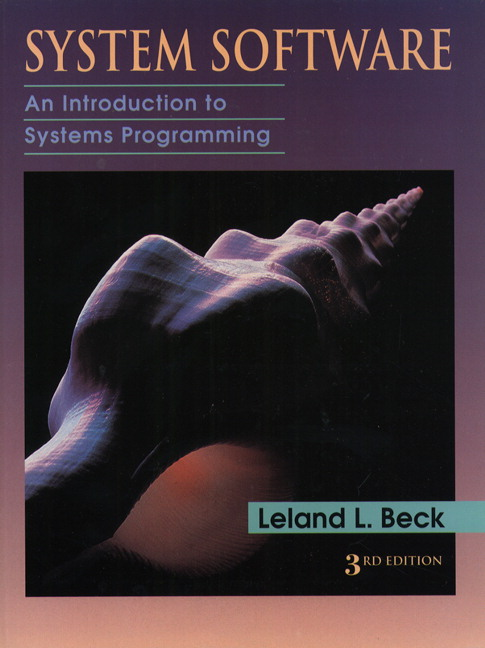 SYSTEM SOFTWARE
An Introduction to
Systems Programming
Leland L. Beck
3RD EDITION